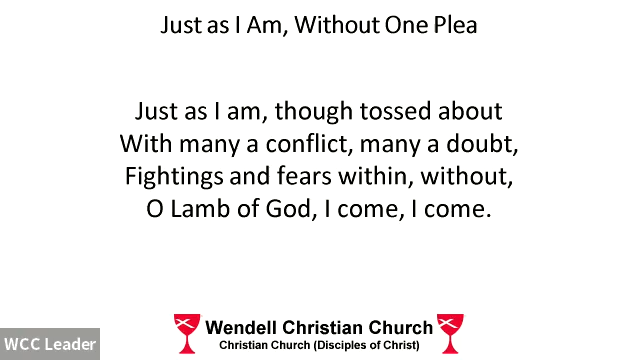 Just as I Am, Without One Plea
Just as I am, though tossed about
With many a conflict, many a doubt,
Fightings and fears within, without,
O Lamb of God, I come, I come.
Wendell Christian Church
Christian Church (Disciples of Christ)
WCC Leader